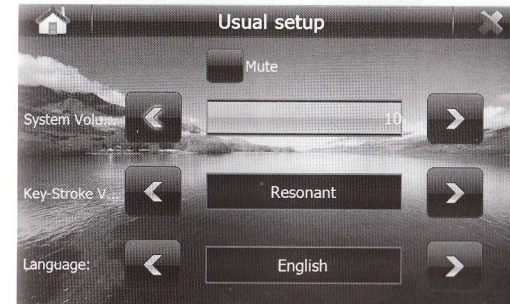 Usual setup
Mute
System Volu...
10
Key-Stroke V...
Resonant
Language:
English